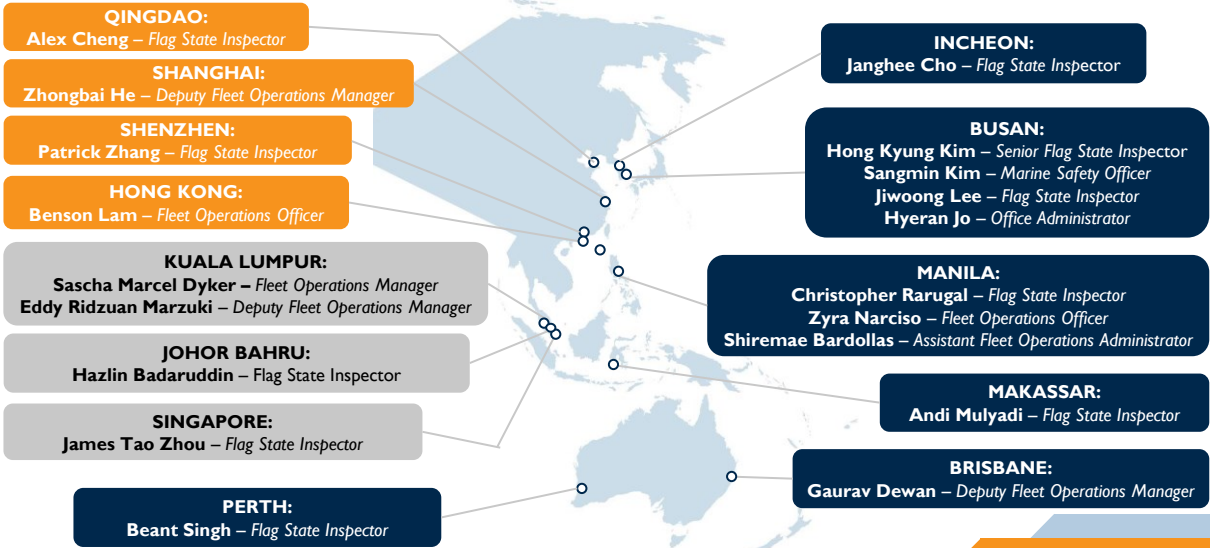 QINGDAO:
Alex Cheng – Flag State Inspector
SHANGHAI:
Zhongbai He – Deputy Fleet Operations Manager
SHENZHEN:
Patrick Zhang – Flag State Inspector
HONG KONG:
Benson Lam – Fleet Operations Officer
KUALA LUMPUR:
Sascha Marcel Dyker – Fleet Operations Manager
Eddy Ridzuan Marzuki – Deputy Fleet Operations Manager
JOHOR BAHRU:
Hazlin Badaruddin – Flag State Inspector
SINGAPORE:
James Tao Zhou – Flag State Inspector
PERTH:
Beant Singh – Flag State Inspector
INCHEON:
Janghee Cho – Flag State Inspector
BUSAN:
Hong Kyung Kim – Senior Flag State Inspector
Sangmin Kim – Marine Safety Officer
Jiwoong Lee – Flag State Inspector
Hyeran Jo – Office Administrator
MANILA:
Christopher Rarugal – Flag State Inspector
Zyra Narciso – Fleet Operations Officer
Shiremae Bardollas – Assistant Fleet Operations Administrator
MAKASSAR:
Andi Mulyadi – Flag State Inspector
BRISBANE:
Gaurav Dewan – Deputy Fleet Operations Manager